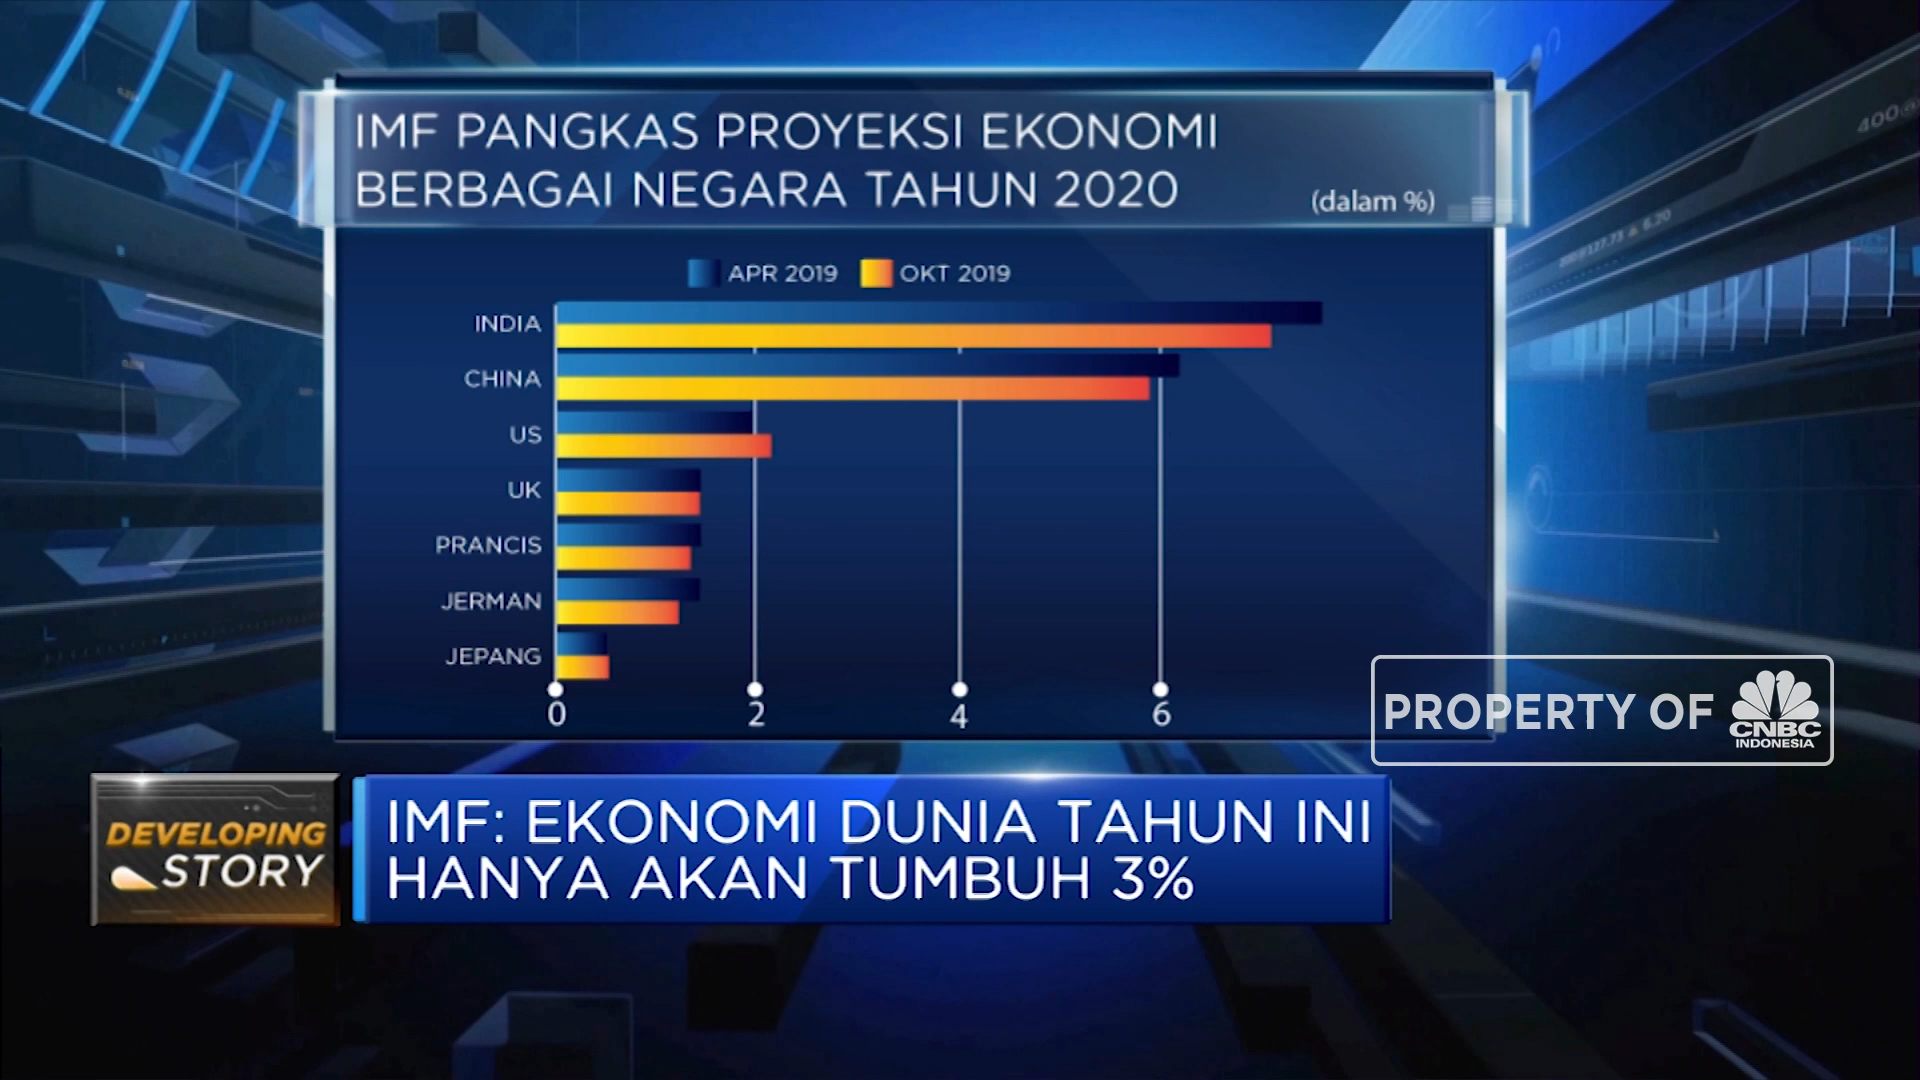 IMF PANGKAS PROYEKSI EKONOMI
BERBAGAI NEGARA TAHUN 2020
(dalam %)
APR 2019
OKT 2019
INDIA
CHINA
US
UK
PRANCIS
JERMAN
JEPANG
0 2 4 6
PROPERTY OF CNBC INDONESIA
DEVELOPING
STORY
IMF: EKONOMI DUNIA TAHUN INI
HANYA AKAN TUMBUH 3%